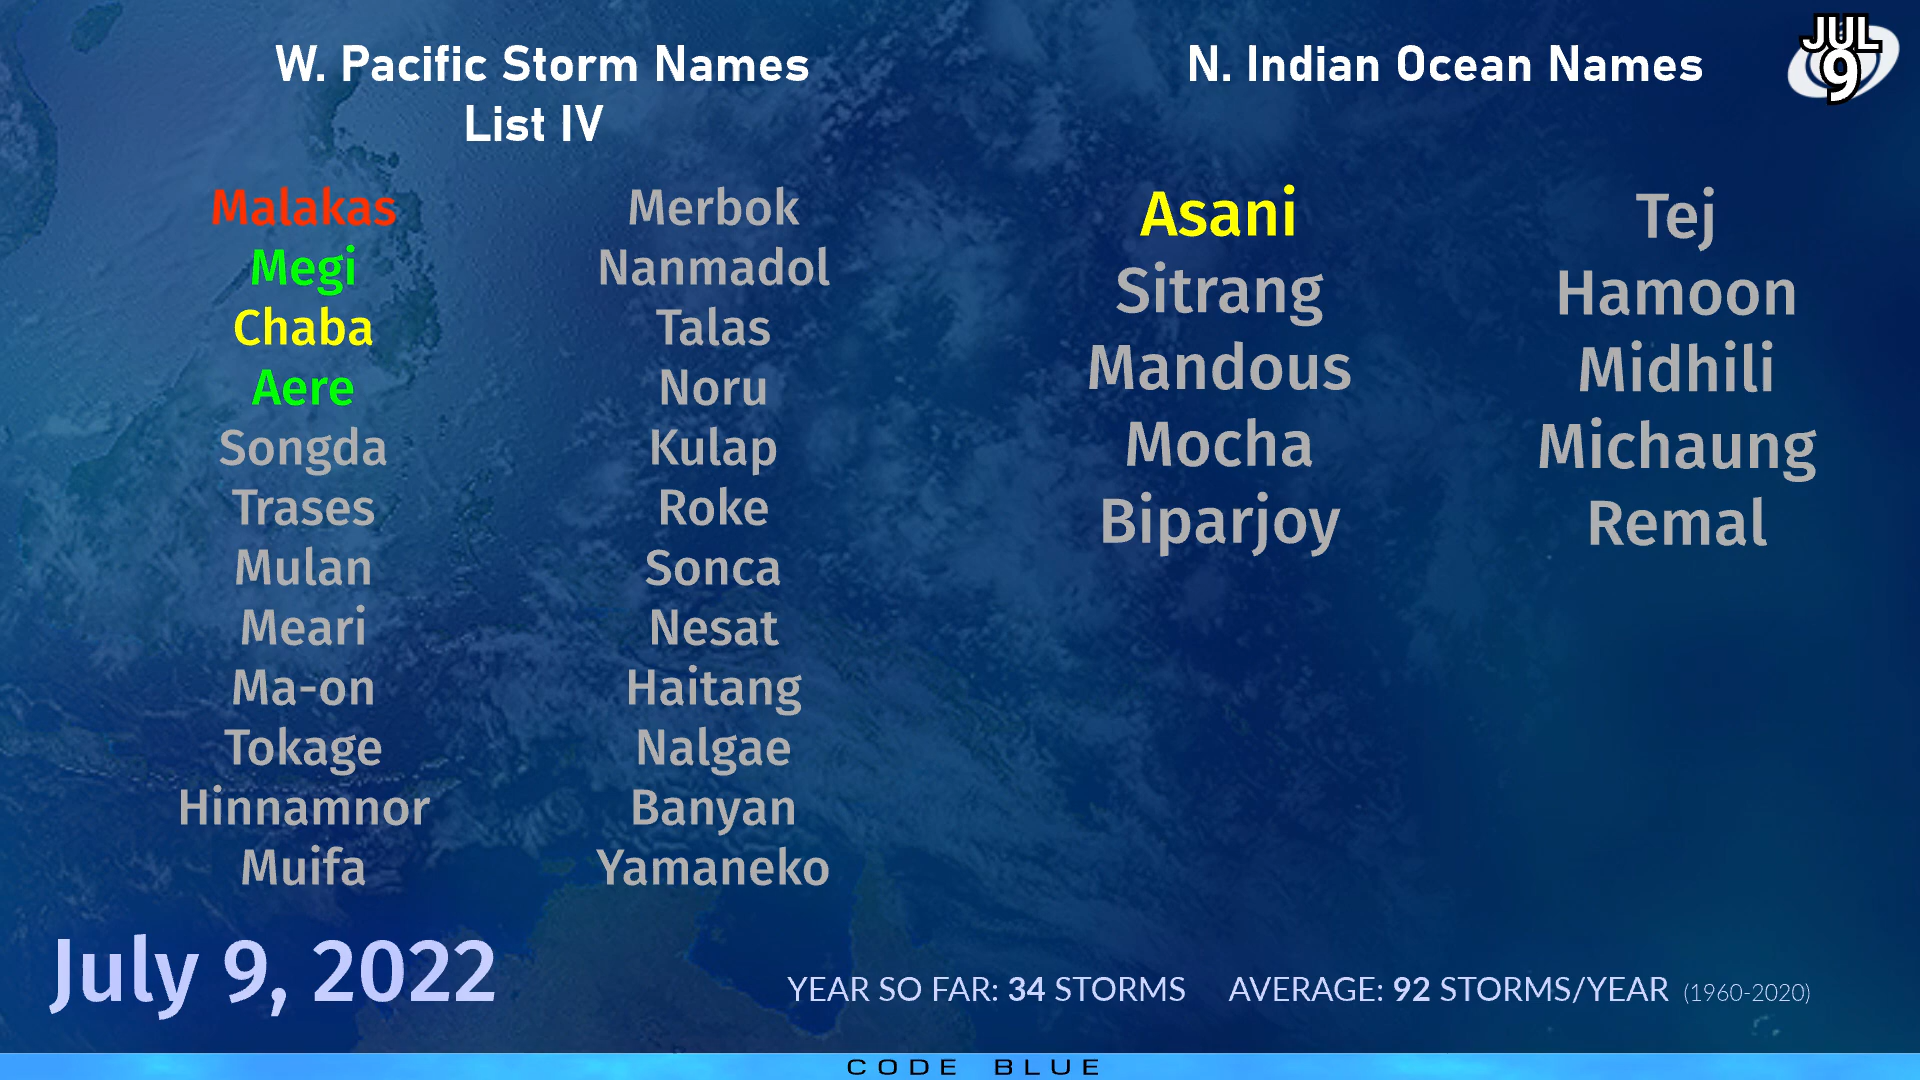 W. Pacific Storm Names
List IV
Malakas
Megi
Chaba
Aere
Songda
Trases
Mulan
Meari
Ma-on
Tokage
Hinnamnor
Muifa
Merbok
Nanmadol
Talas
Noru
Kulap
Roke
Sonca
Nesat
Haitang
Nalgae
Banyan
Yamaneko
N. Indian Ocean Names
Asani
Sitrang
Mandous
Mocha
Biparjoy
Tej
Hamoon
Midhili
Michaung
Remal
JUL
9
July 9, 2022
YEAR SO FAR: 34 STORMS AVERAGE: 92 STORMS/YEAR (1960-2020)
CODE BLUE